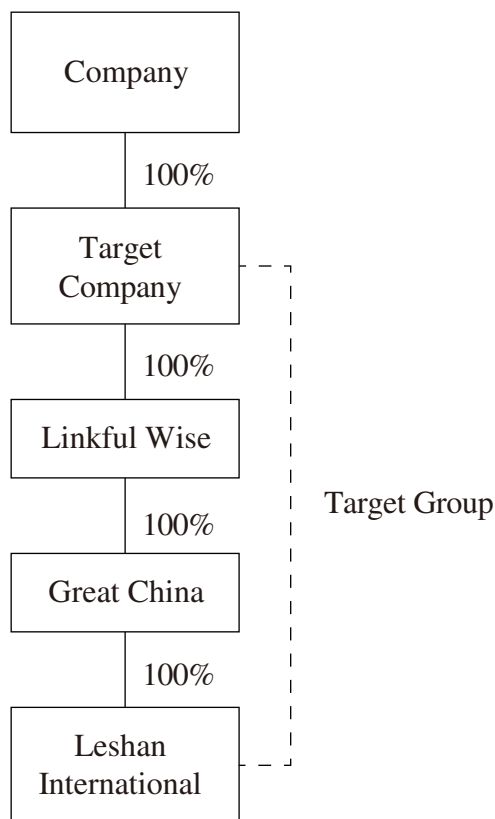 Company
100%
Target
Company
100%
Linkful Wise
100%
Target Group
Great China
100%
Leshan
International